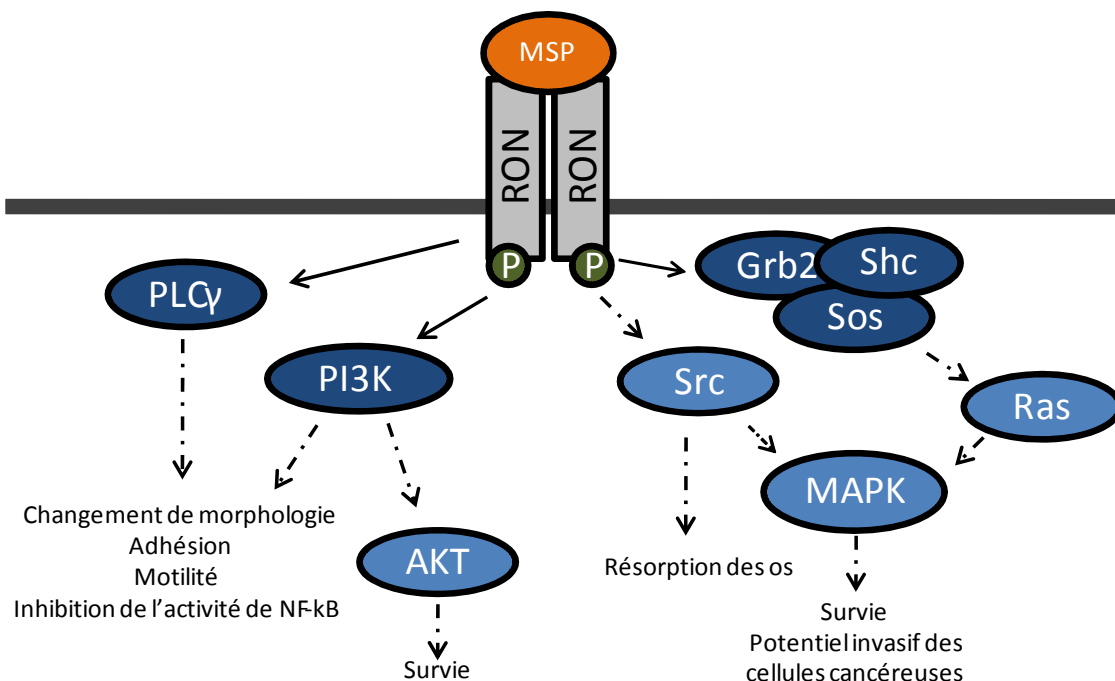 MSP
RON
RON
P
P
PLCγ
Grb2
Shc
Sos
PI3K
Src
Ras
MAPK
Changement de morphologie
Adhésion
Motilité
Inhibition de l'activité de NF-kB
AKT
Résorption des os
Survie
Survie
Potentiel invasif des
cellules cancéreuses